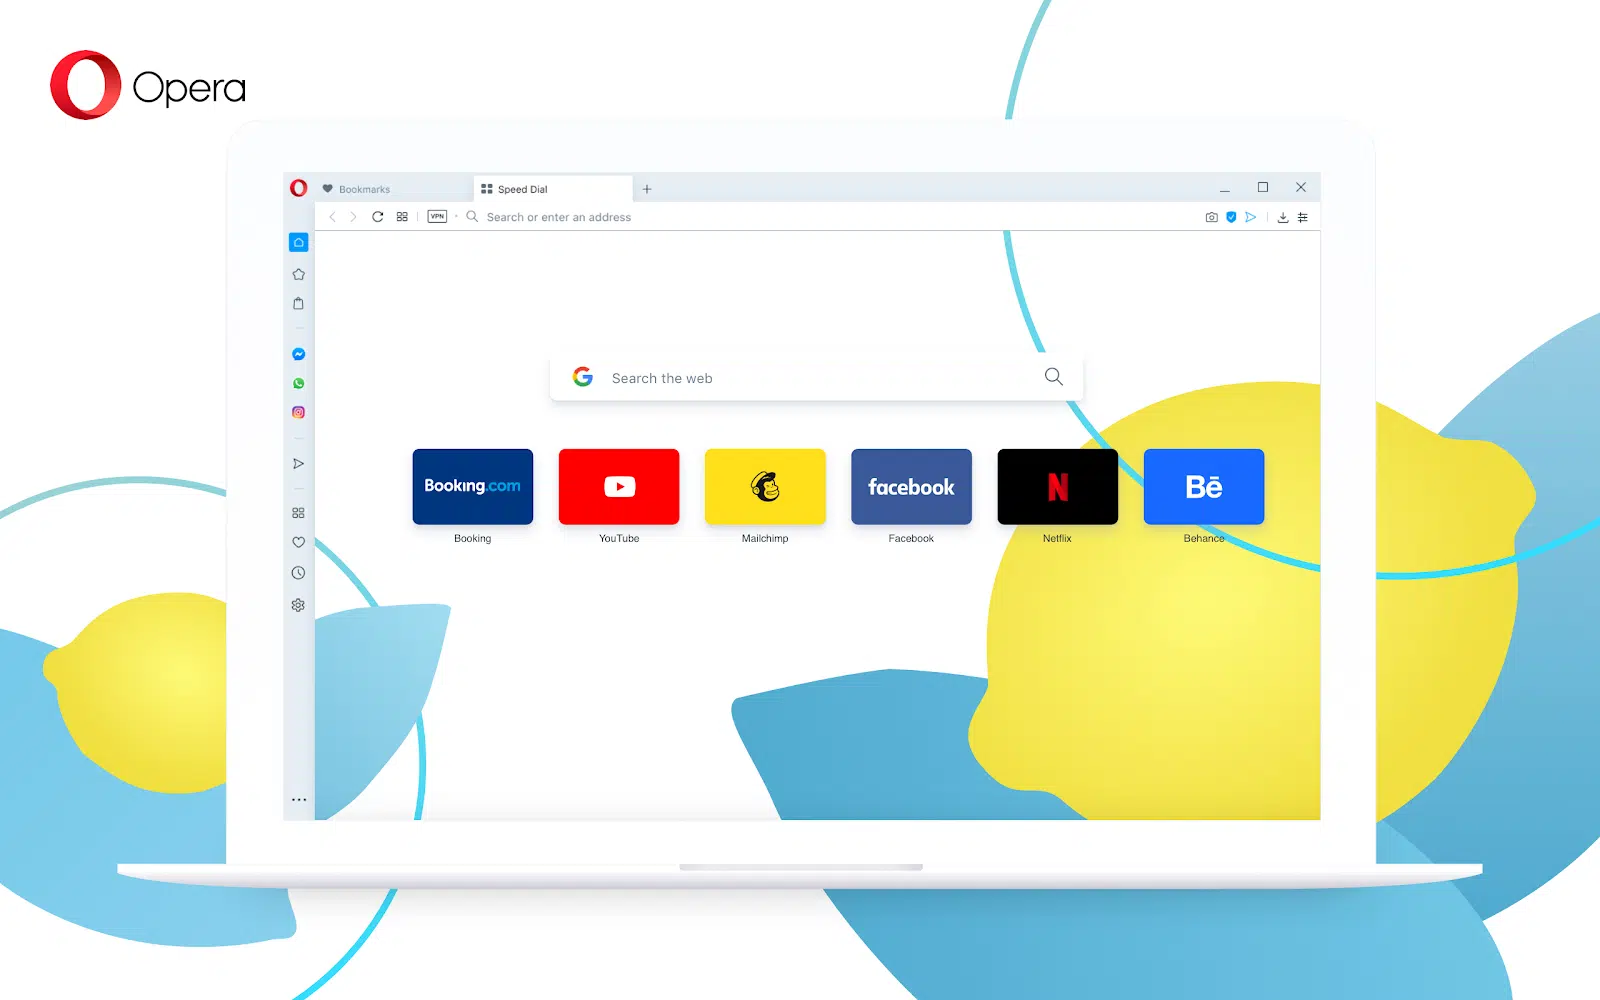 Opera
Bookmarks
Speed Dial
VPN
Search or enter an address
Search the web
Booking.com
facebook
N
Bē
Booking
YouTube
Mailchimp
Facebook
Netflix
Behance